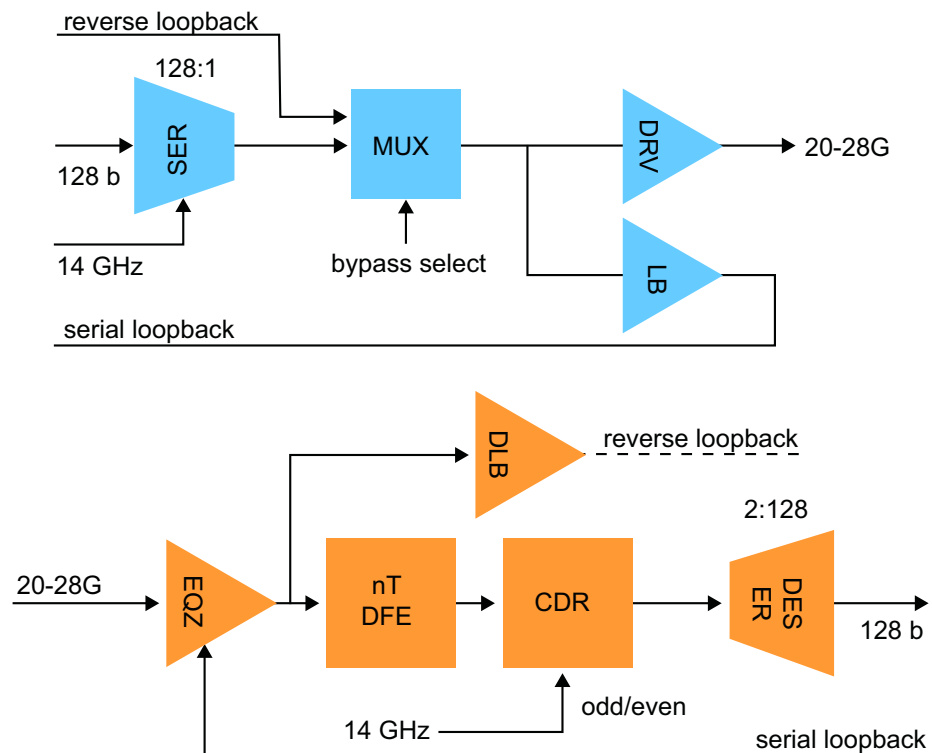 reverse loopback
128:1
SER
MUX
DRV
20-28G
128 b
14 GHz
bypass select
LB
serial loopback
DLB
reverse loopback
2:128
20-28G
EQZ
nT
DFE
CDR
DES
ER
128 b
odd/even
14 GHz
serial loopback